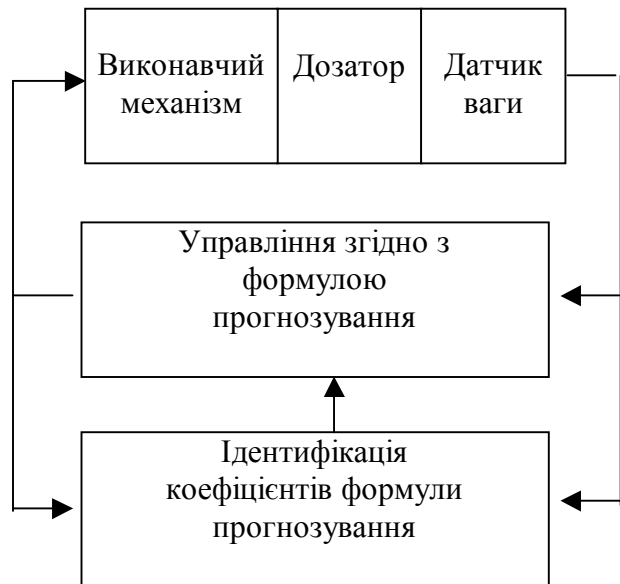 Виконавчий
механізм
Дозатор
Датчик
ваги
Управління згідно з
формулою
прогнозування
Ідентифікація
коефіцієнтів формули
прогнозування